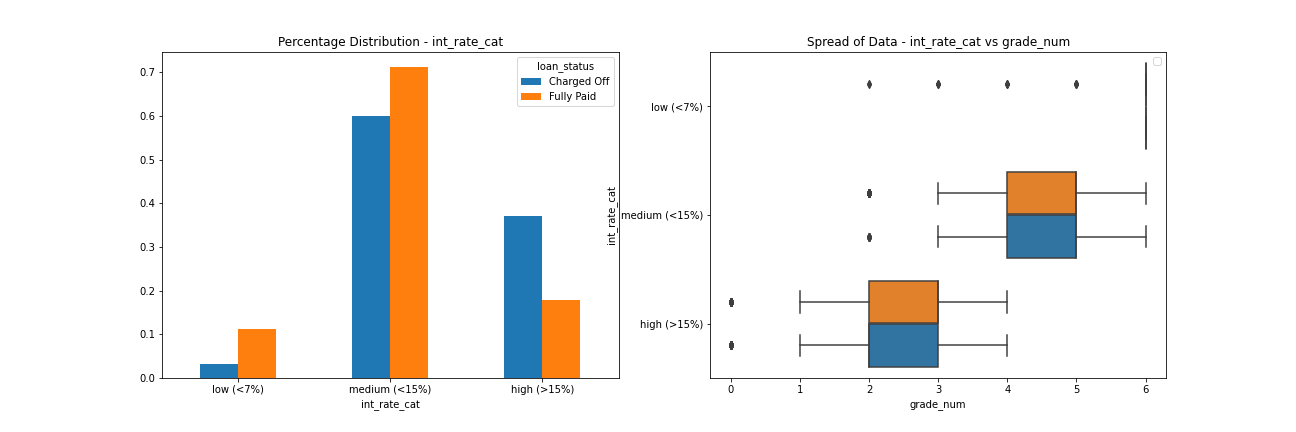 Percentage Distribution - int_rate_cat
0.7
0.6
0.5
0.4
0.3
0.2
0.1
0.0
loan_status
Charged Off
Fully Paid
low (<7%)
medium (<15%)
high (>15%)
int_rate_cat
Spread of Data - int_rate_cat vs grade_num
int_rate_cat
low (<7%)
medium (<15%)
high (>15%)
0
1
2
3
4
5
6
grade_num